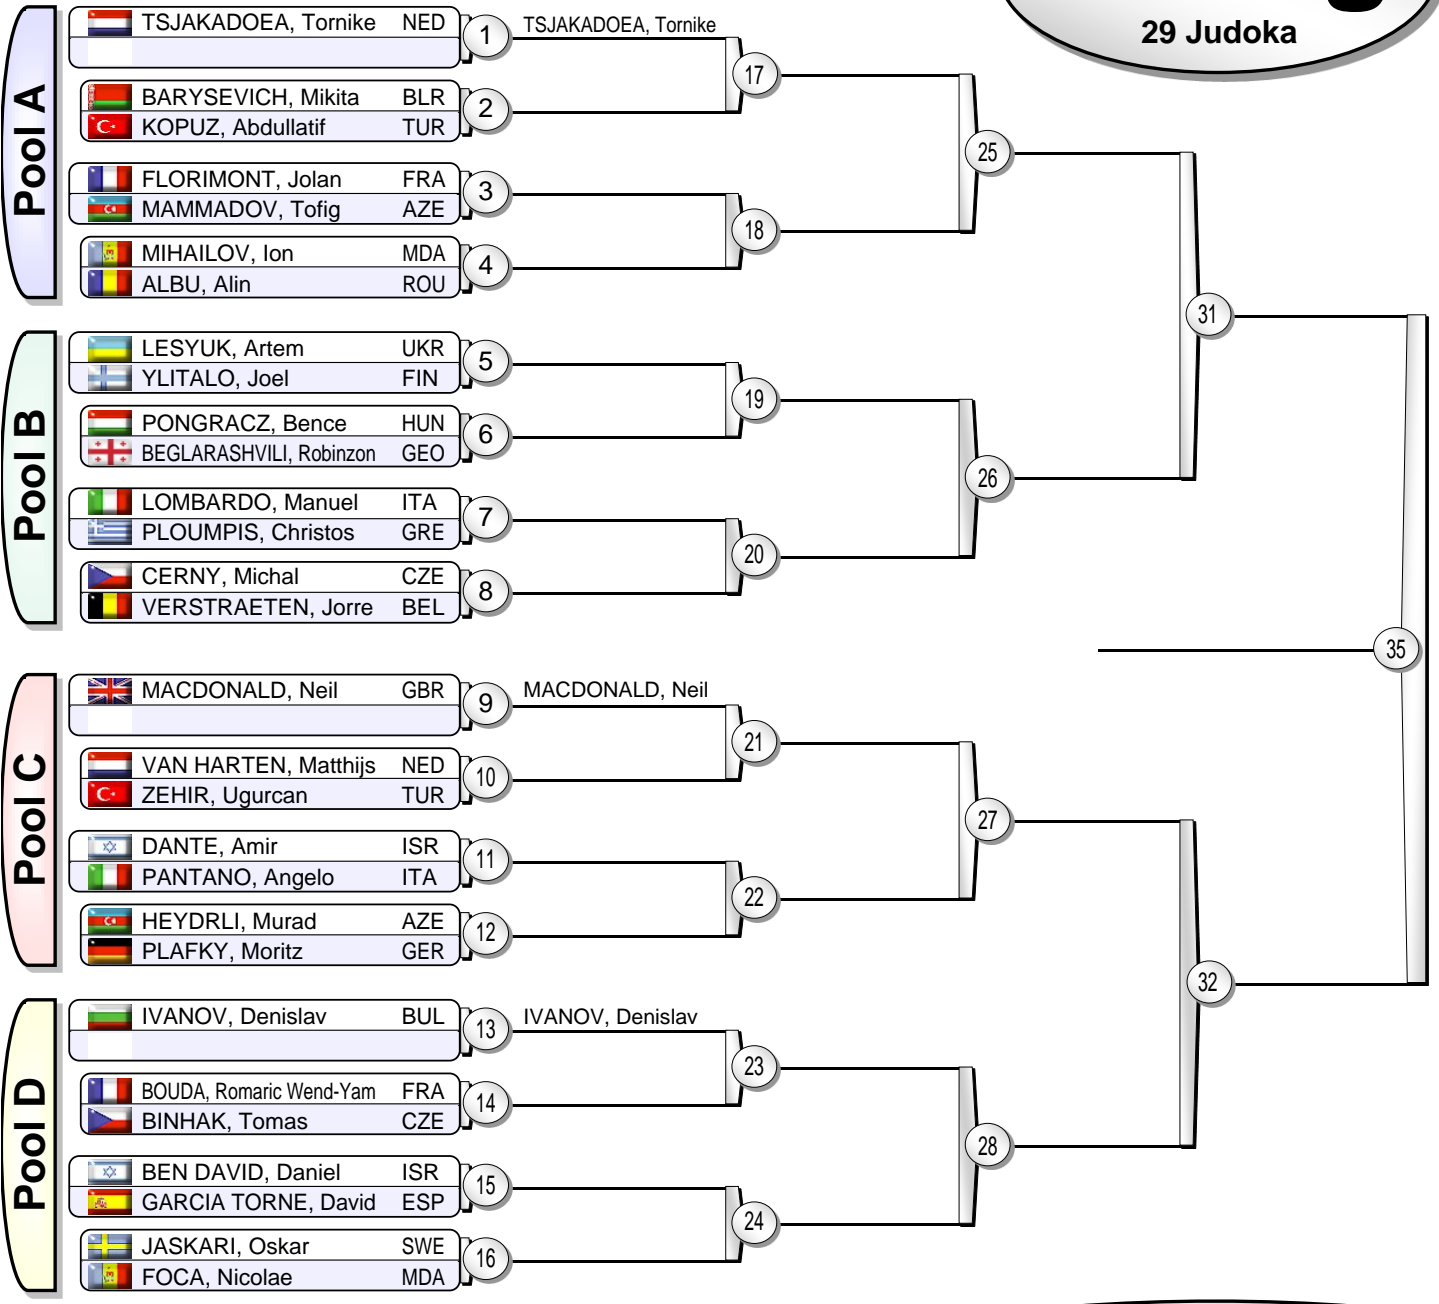 29 Judoka
Pool A
TSJAKADOEA, Tornike NED
1
TSJAKADOEA, Tornike
17
BARYSEVICH, Mikita BLR
KOPUZ, Abdullatif TUR
2
25
FLORIMONT, Jolan FRA
MAMMADOV, Tofig AZE
3
18
MIHAILOV, Ion MDA
ALBU, Alin ROU
4
31
Pool B
LESYUK, Artem UKR
YLITALO, Joel FIN
5
19
PONGRACZ, Bence HUN
BEGLARASHVILI, Robinzon GEO
6
26
LOMBARDO, Manuel ITA
PLOUMPIS, Christos GRE
7
20
CERNY, Michal CZE
VERSTRAETEN, Jorre BEL
8
35
Pool C
MACDONALD, Neil GBR
9
MACDONALD, Neil
21
VAN HARTEN, Matthijs NED
ZEHIR, Ugurcan TUR
10
27
DANTE, Amir ISR
PANTANO, Angelo ITA
11
22
HEYDRLI, Murad AZE
PLAFKY, Moritz GER
12
32
Pool D
IVANOV, Denislav BUL
13
IVANOV, Denislav
23
BOUDA, Romaric Wend-Yam FRA
BINHAK, Tomas CZE
14
28
BEN DAVID, Daniel ISR
GARCIA TORNE, David ESP
15
24
JASKARI, Oskar SWE
FOCA, Nicolae MDA
16